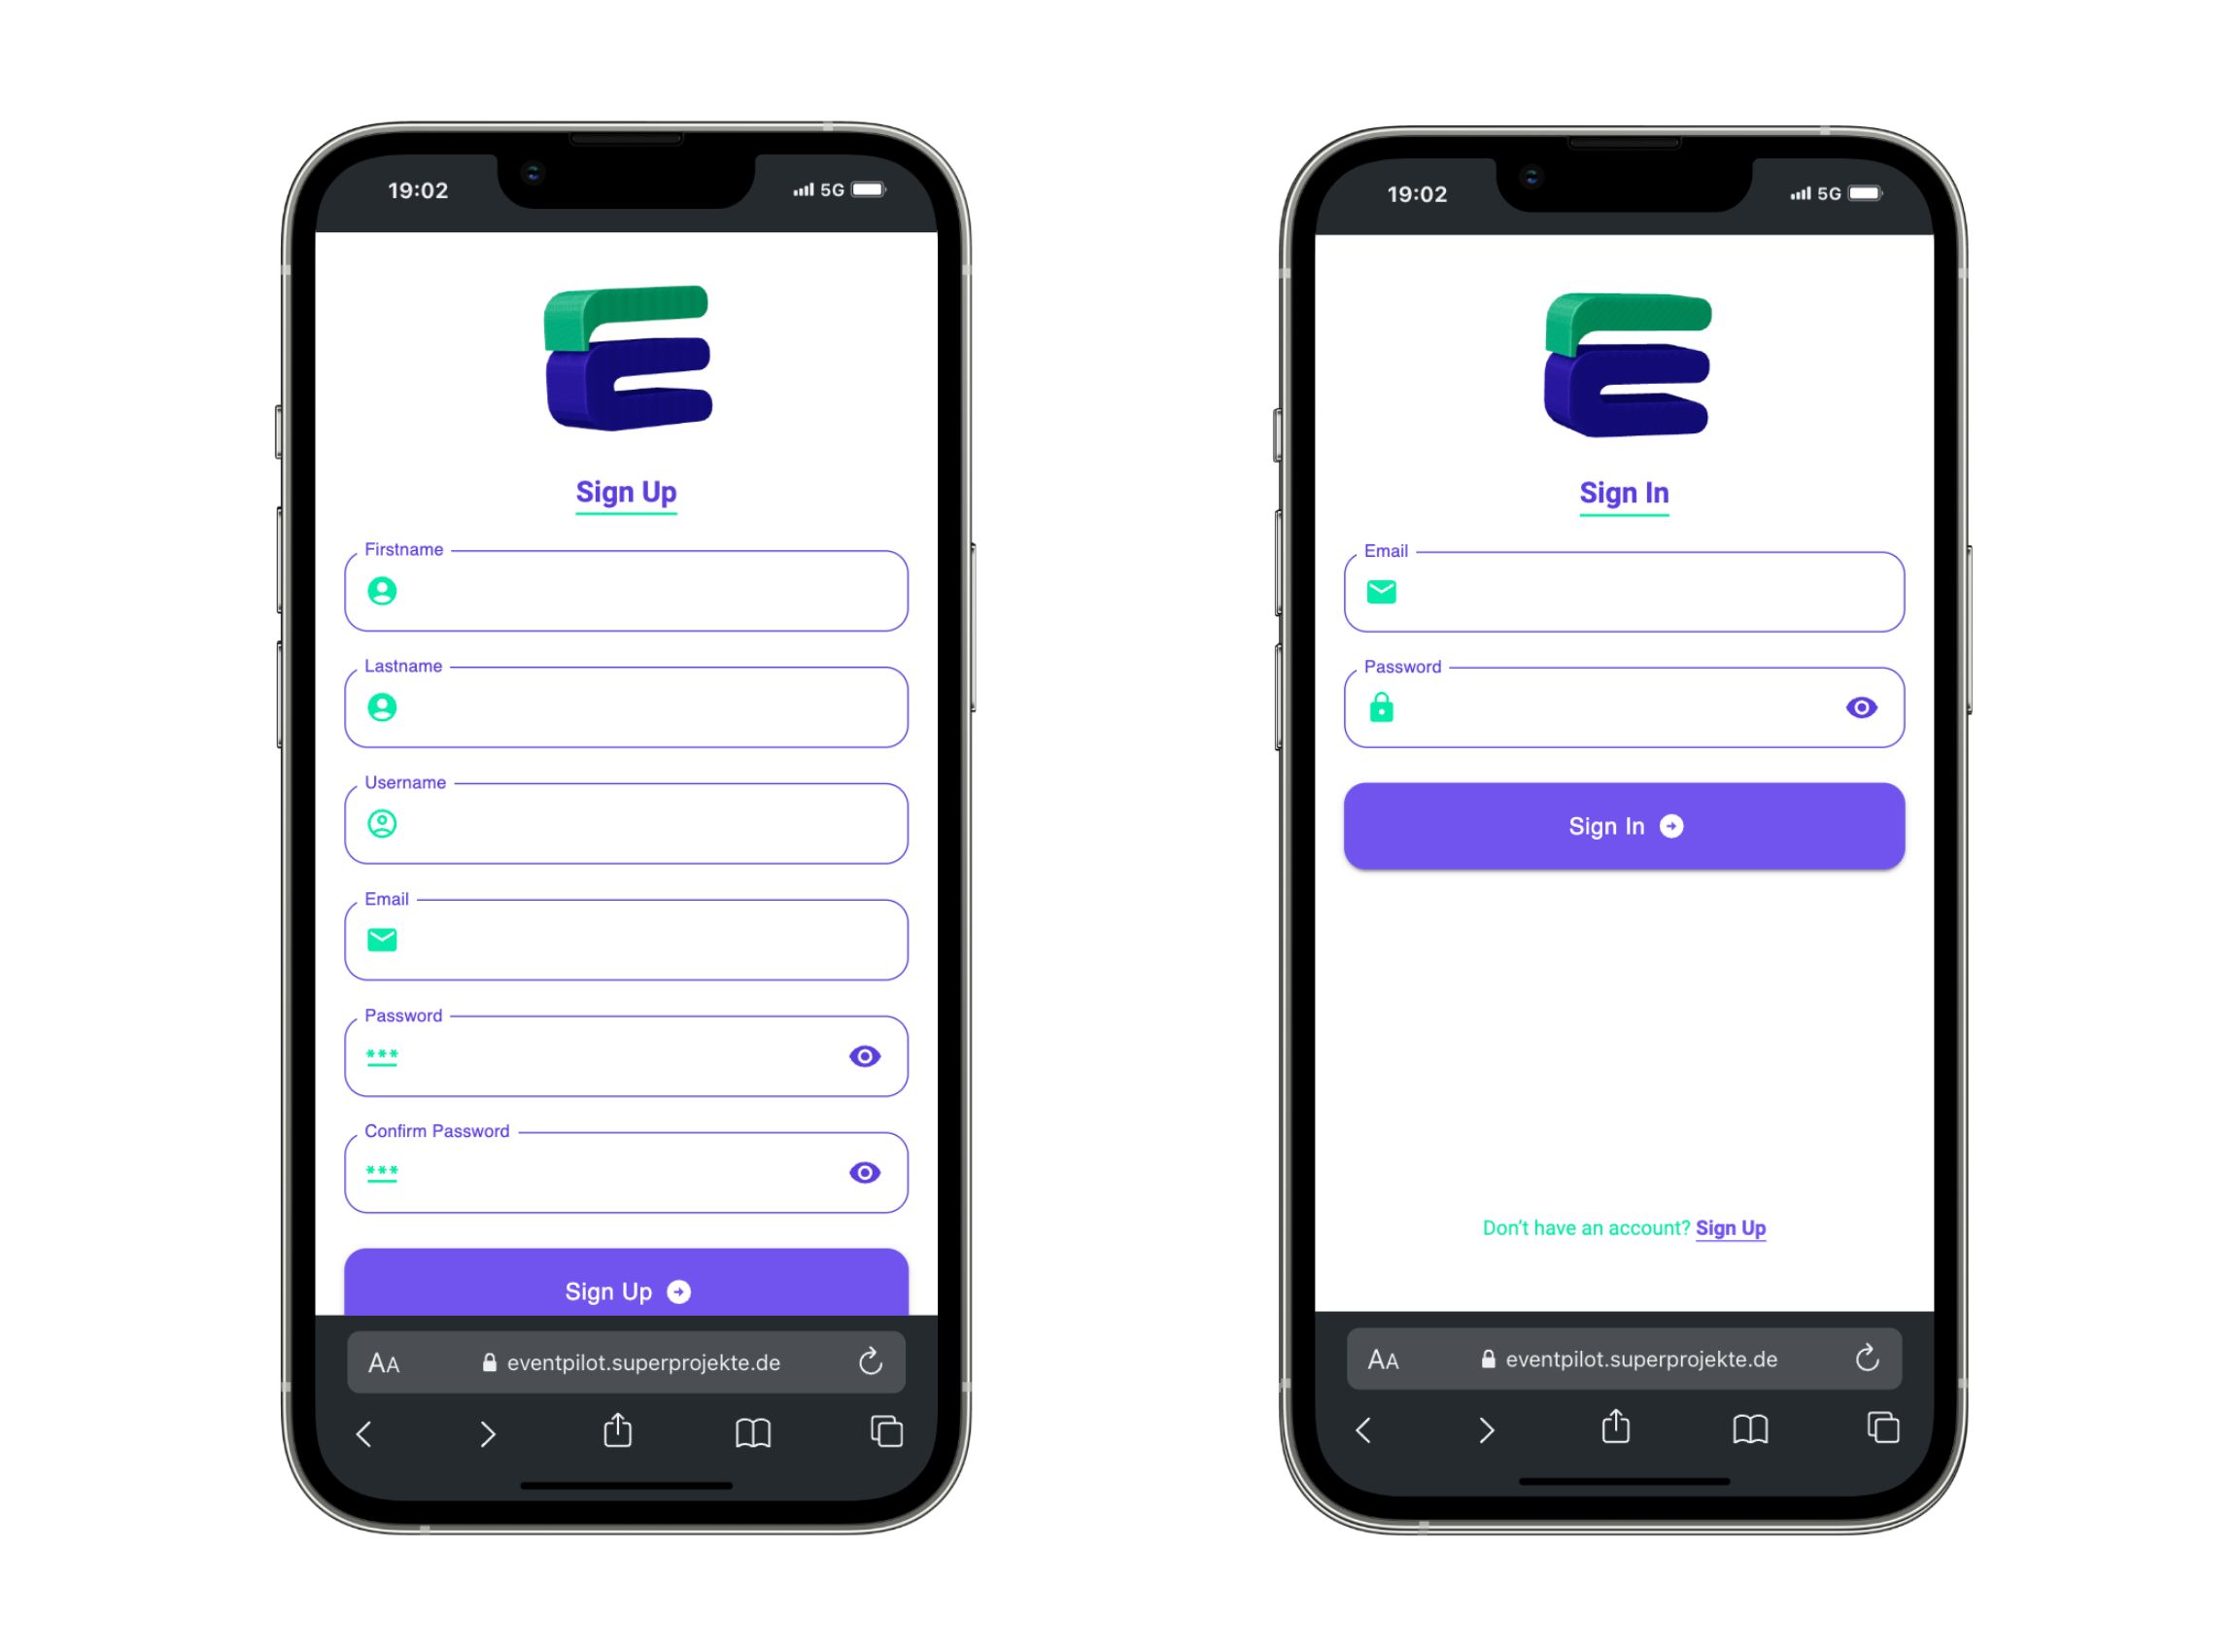 19:02
5G
Sign Up
Firstname
Lastname
Username
Email
Password
***
Confirm Password
***
Sign Up
AA
eventpilot.superprojekte.de
19:02
5G
Sign In
Email
Password
Sign In
Don't have an account? Sign Up
AA
eventpilot.superprojekte.de